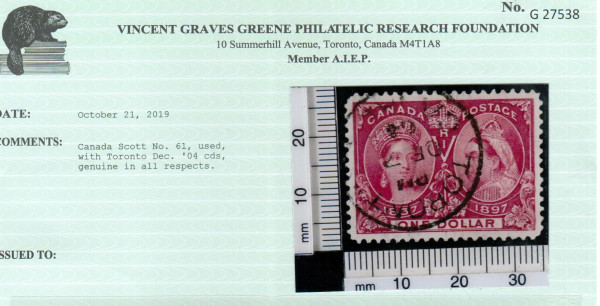 No. G 27538
VINCENT GRAVES GREENE PHILATELIC RESEARCH FOUNDATION
10 Summerhill Avenue, Toronto, Canada M4T1A8
Member A.I.E.P.
DATE: October 21, 2019
COMMENTS: Canada Scott No. 61, used,
with Toronto Dec. '04 cds,
genuine in all respects.
ISSUED TO:
CANADA POSTAGE
1837 1897
ONE DOLLAR
mm 10 20
mm 10 20 30